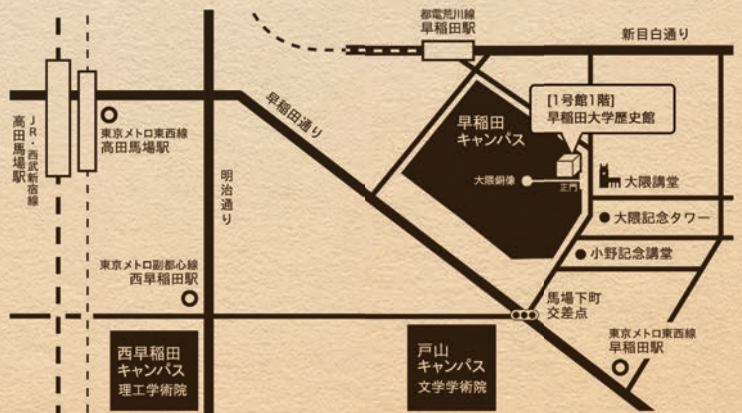 都電荒川線
早稲田駅
新目白通り
[1号館1階]
早稲田大学歴史館
早稲田
キャンパス
早稲田通り
JR・西武新宿線
高田馬場駅
東京メトロ東西線
高田馬場駅
明治通り
大隈銅像
正門
大隈講堂
大隈記念タワー
小野記念講堂
東京メトロ副都心線
西早稲田駅
馬場下町
交差点
東京メトロ東西線
早稲田駅
西早稲田
キャンパス
理工学術院
戸山
キャンパス
文学学術院